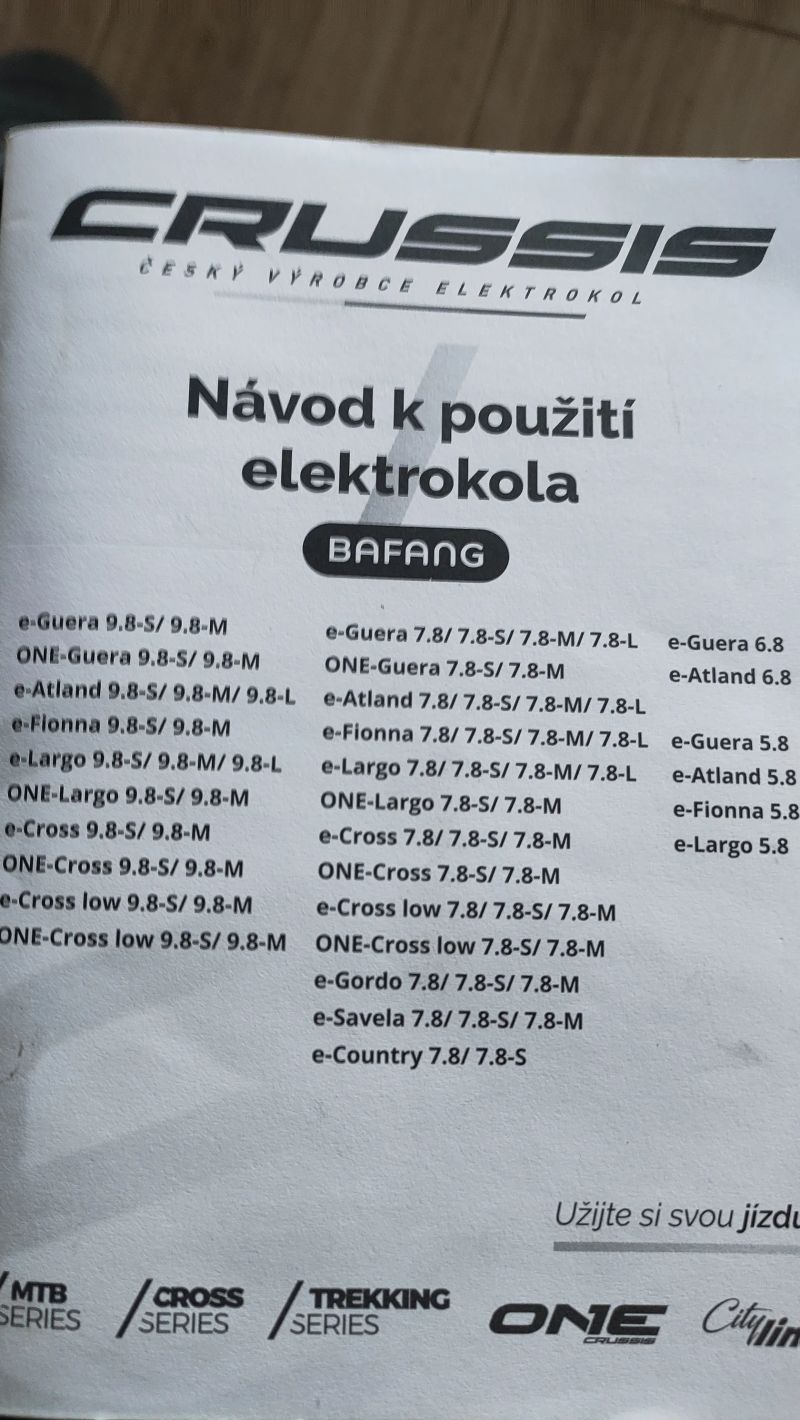 CRUSSIS
ČESKÝ VÝROBCE ELEKTROKOL
Návod k použití
elektrokola
BAFANG
e-Guera 9.8-S/ 9.8-M
ONE-Guera 9.8-S/ 9.8-M
e-Atland 9.8-S/ 9.8-M/ 9.8-L
e-Fionna 9.8-S/ 9.8-M
e-Largo 9.8-S/ 9.8-M/ 9.8-L
ONE-Largo 9.8-S/ 9.8-M
e-Cross 9.8-S/ 9.8-M
ONE-Cross 9.8-S/ 9.8-M
e-Cross low 9.8-S/ 9.8-M
ONE-Cross low 9.8-S/ 9.8-M
e-Guera 7.8/ 7.8-S/ 7.8-M/ 7.8-L
ONE-Guera 7.8-S/ 7.8-M
e-Atland 7.8/ 7.8-S/ 7.8-M/ 7.8-L
e-Fionna 7.8/ 7.8-S/ 7.8-M/ 7.8-L
e-Largo 7.8/ 7.8-S/ 7.8-M/ 7.8-L
ONE-Largo 7.8-S/ 7.8-M
e-Cross 7.8/ 7.8-S/ 7.8-M
ONE-Cross 7.8-S/ 7.8-M
e-Cross low 7.8/ 7.8-S/ 7.8-M
ONE-Cross low 7.8-S/ 7.8-M
e-Gordo 7.8/ 7.8-S/ 7.8-M
e-Savela 7.8/ 7.8-S/ 7.8-M
e-Country 7.8/ 7.8-S
e-Guera 6.8
e-Atland 6.8
e-Guera 5.8
e-Atland 5.8
e-Fionna 5.8
e-Largo 5.8
Užijte si svou jízdu
MTB
SERIES
CROSS
SERIES
TREKKING
SERIES
ONE
CRUSSIS
City